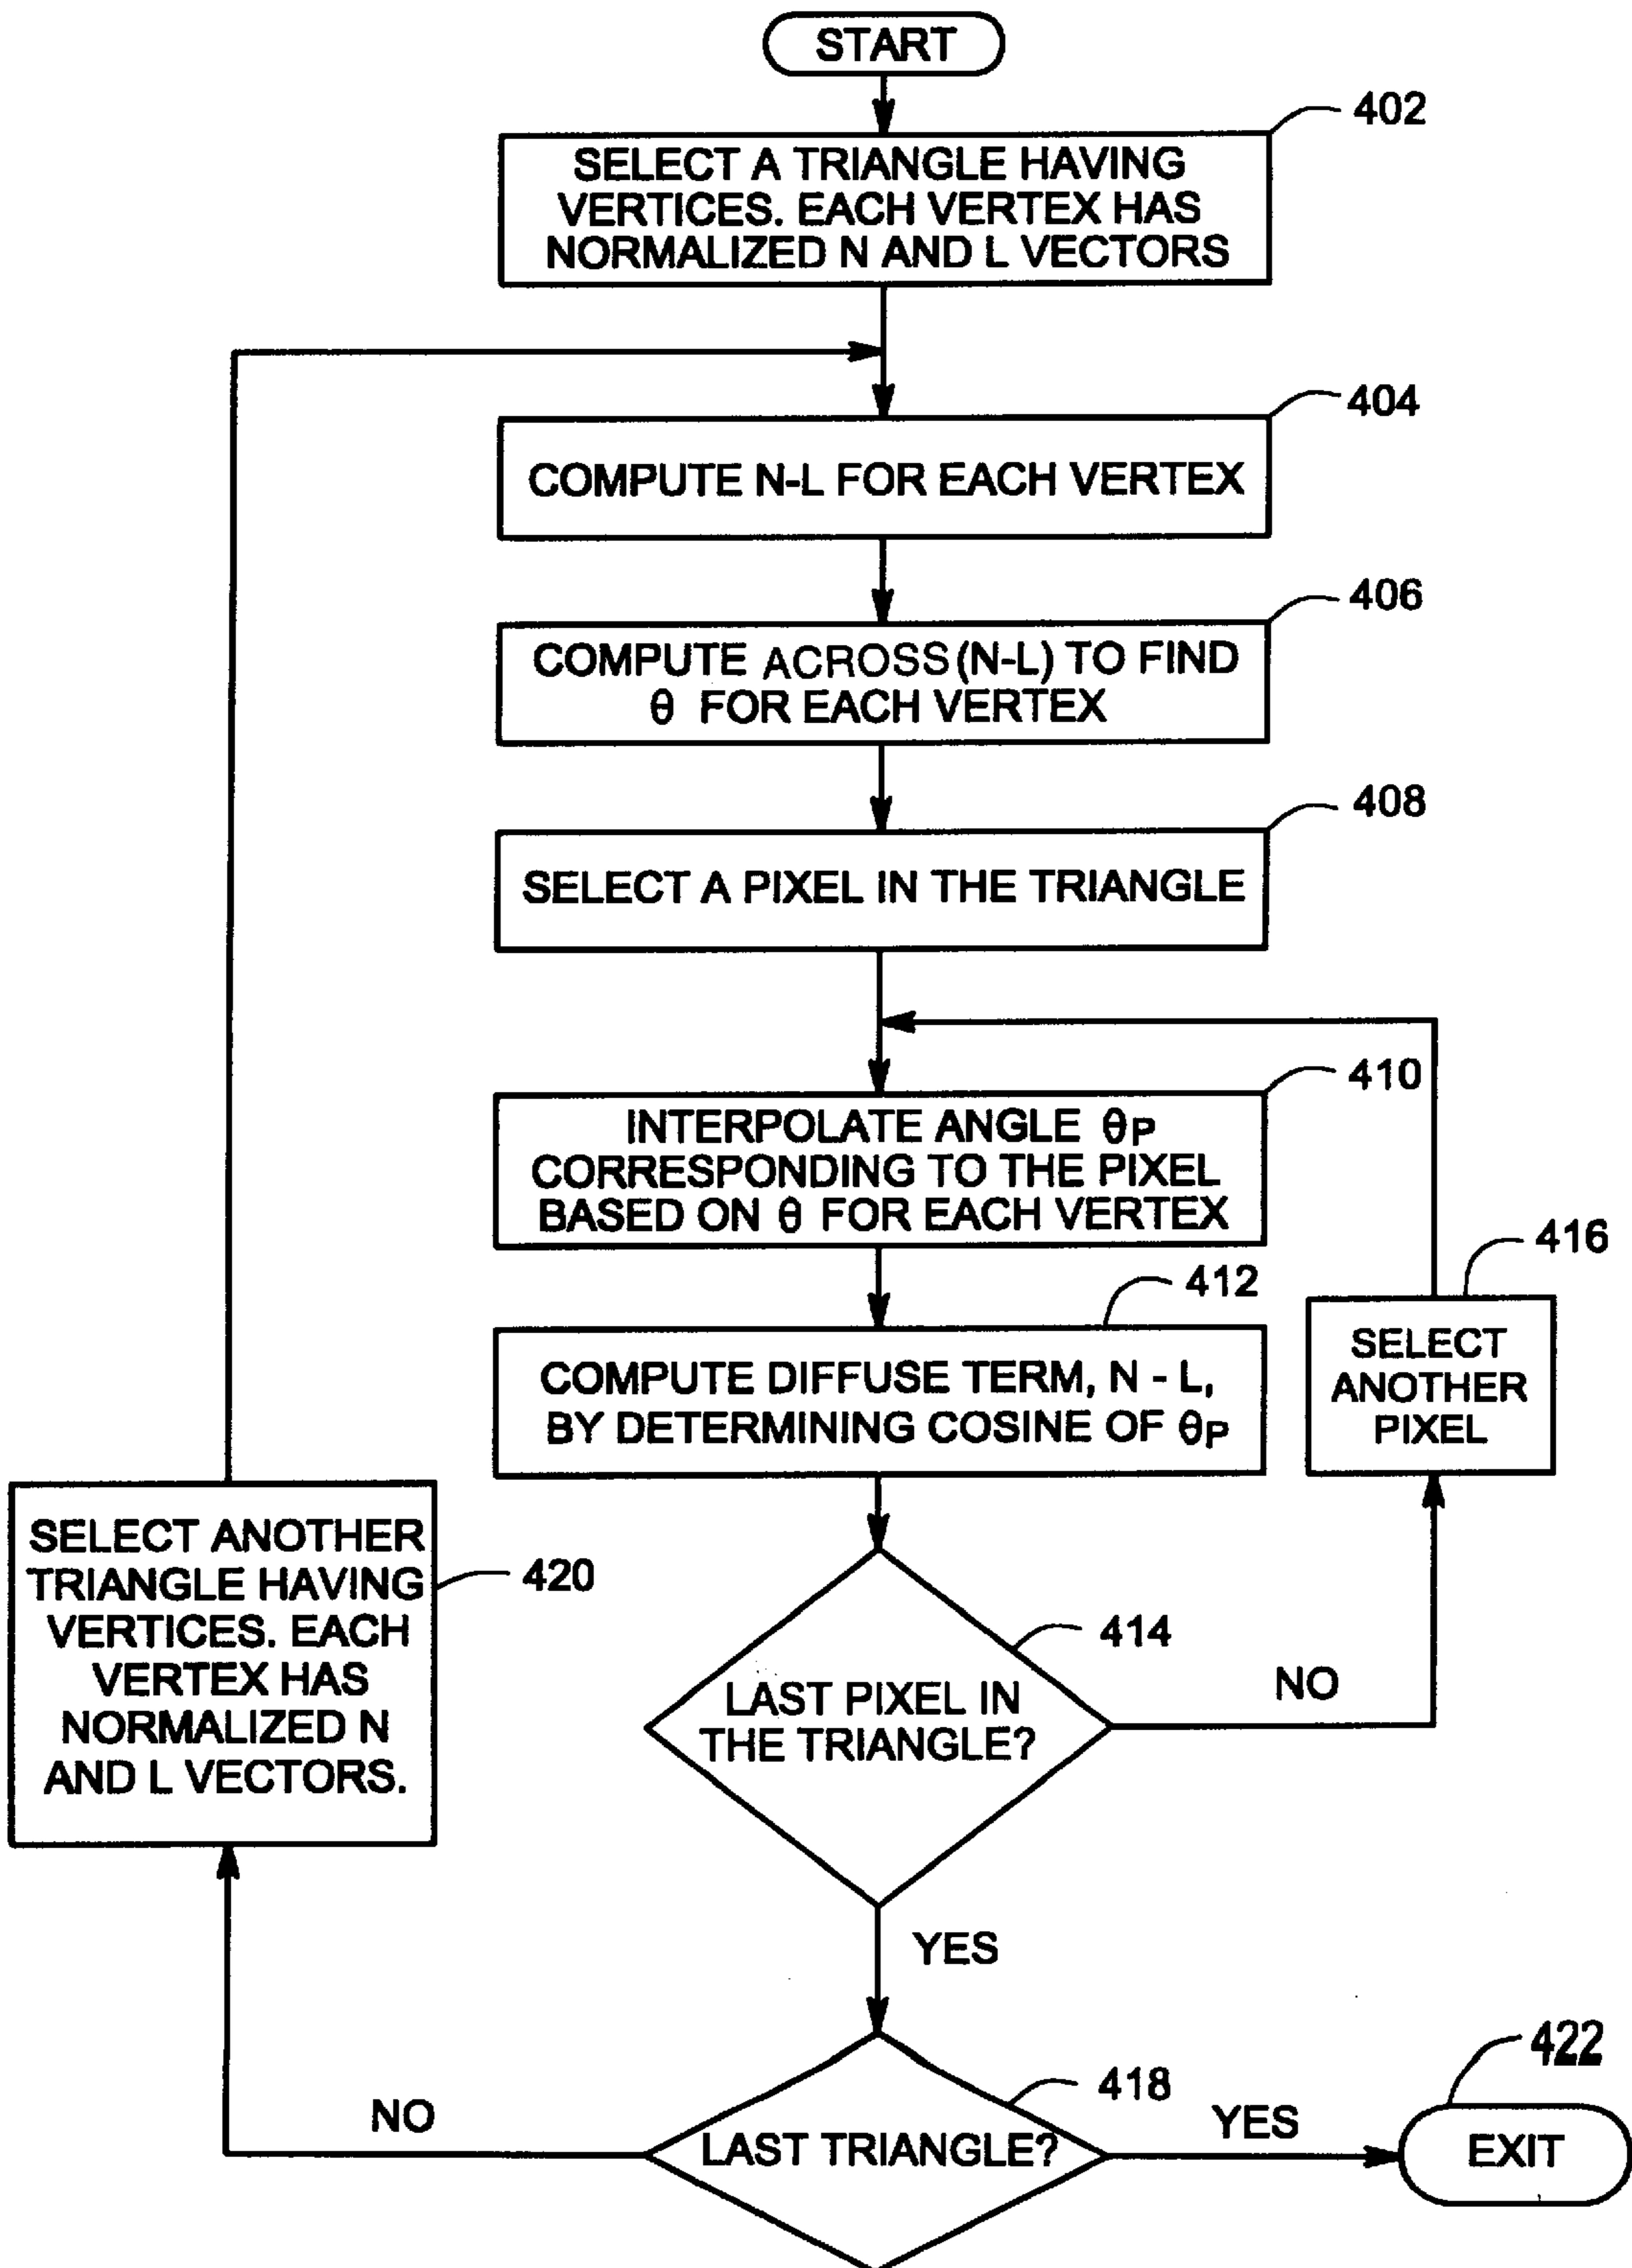 START
402
SELECT A TRIANGLE HAVING
VERTICES. EACH VERTEX HAS
NORMALIZED N AND L VECTORS
404
COMPUTE N-L FOR EACH VERTEX
406
COMPUTE ACROSS(N-L) TO FIND
θ FOR EACH VERTEX
408
SELECT A PIXEL IN THE TRIANGLE
410
INTERPOLATE ANGLE θP
CORRESPONDING TO THE PIXEL
BASED ON θ FOR EACH VERTEX
412
COMPUTE DIFFUSE TERM, N - L,
BY DETERMINING COSINE OF θP
416
SELECT
ANOTHER
PIXEL
414
LAST PIXEL IN
THE TRIANGLE?
NO
YES
420
SELECT ANOTHER
TRIANGLE HAVING
VERTICES. EACH
VERTEX HAS
NORMALIZED N
AND L VECTORS.
418
LAST TRIANGLE?
NO
YES
422
EXIT